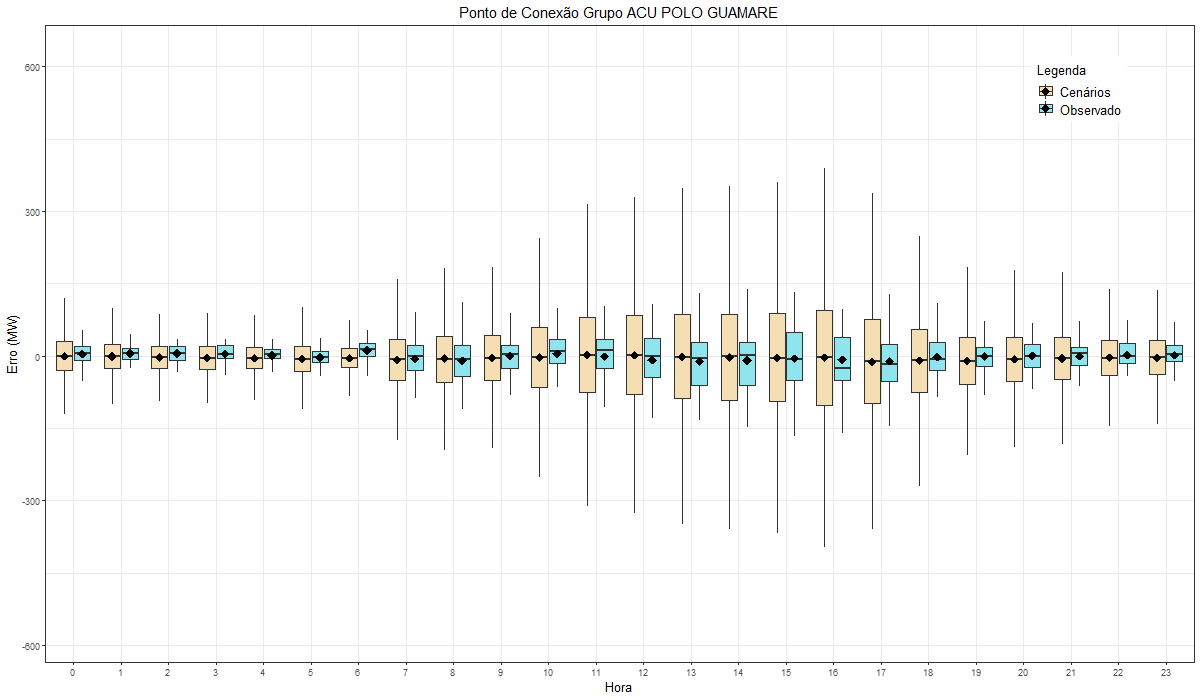 Ponto de Conexão Grupo ACU POLO GUAMARE
Erro (MW)
600
300
0
-300
-600
Legenda
Cenários
Observado
0 1 2 3 4 5 6 7 8 9 10 11 12 13 14 15 16 17 18 19 20 21 22 23
Hora